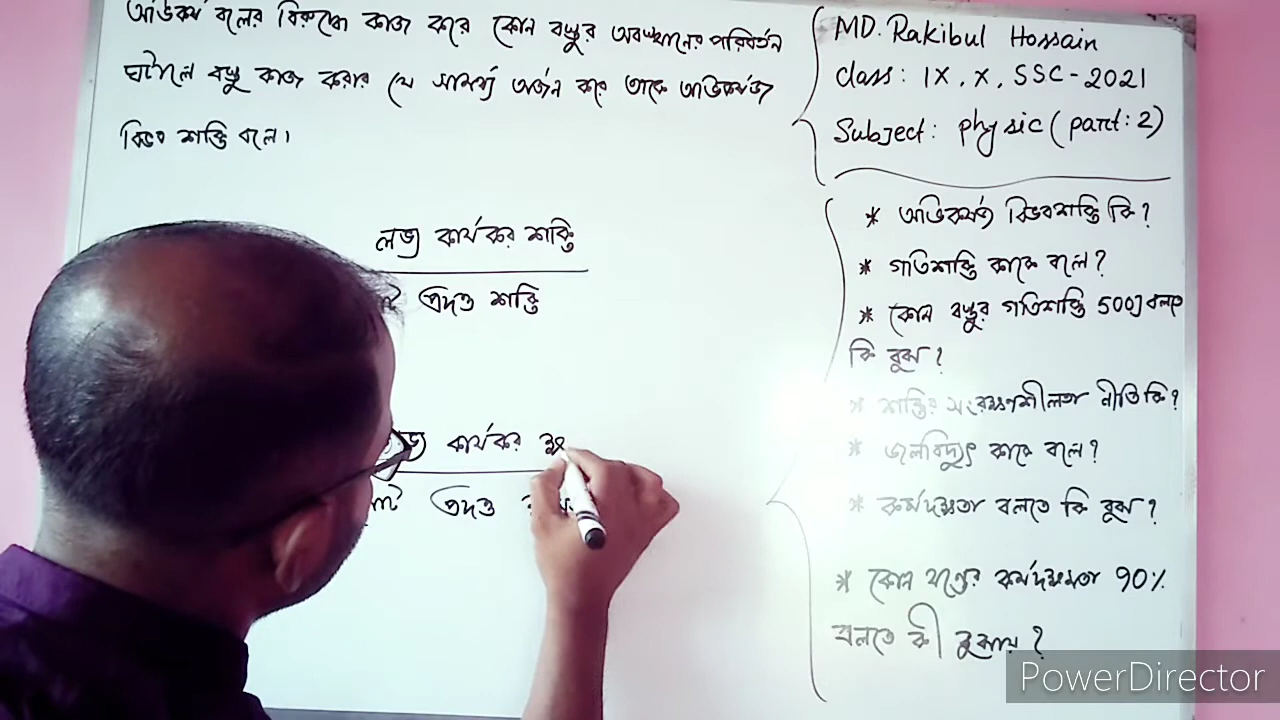 অভিকর্ষ বলের বিরুদ্ধে কাজ করে কোন বস্তুর অবস্থানের পরিবর্তন
ঘটালে বস্তু কাজ করার যে সামর্থ্য অর্জন করে তাকে অভিকর্ষজ
বিভব শক্তি বলে।
লভ্য কার্যকর শক্তি
প্রদত্ত শক্তি
কার্যকর
প্রদত্ত
MD. Rakibul Hossain
class: IX, X, SSC-2021
Subject: physic (part: 2)
* অভিকর্ষজ বিভবশক্তি কি?
* গতিশক্তি কাকে বলে?
* কোন বস্তুর গতিশক্তি 500J বলতে
কি বুঝ?
* শক্তির সংরক্ষণশীলতা নীতি কি?
* জলবিদ্যুৎ কাকে বলে?
* কর্মদক্ষতা বলতে কি বুঝ?
* কোন যন্ত্রের কর্মদক্ষতা 90%
বলতে কী বুঝায়?
PowerDirector